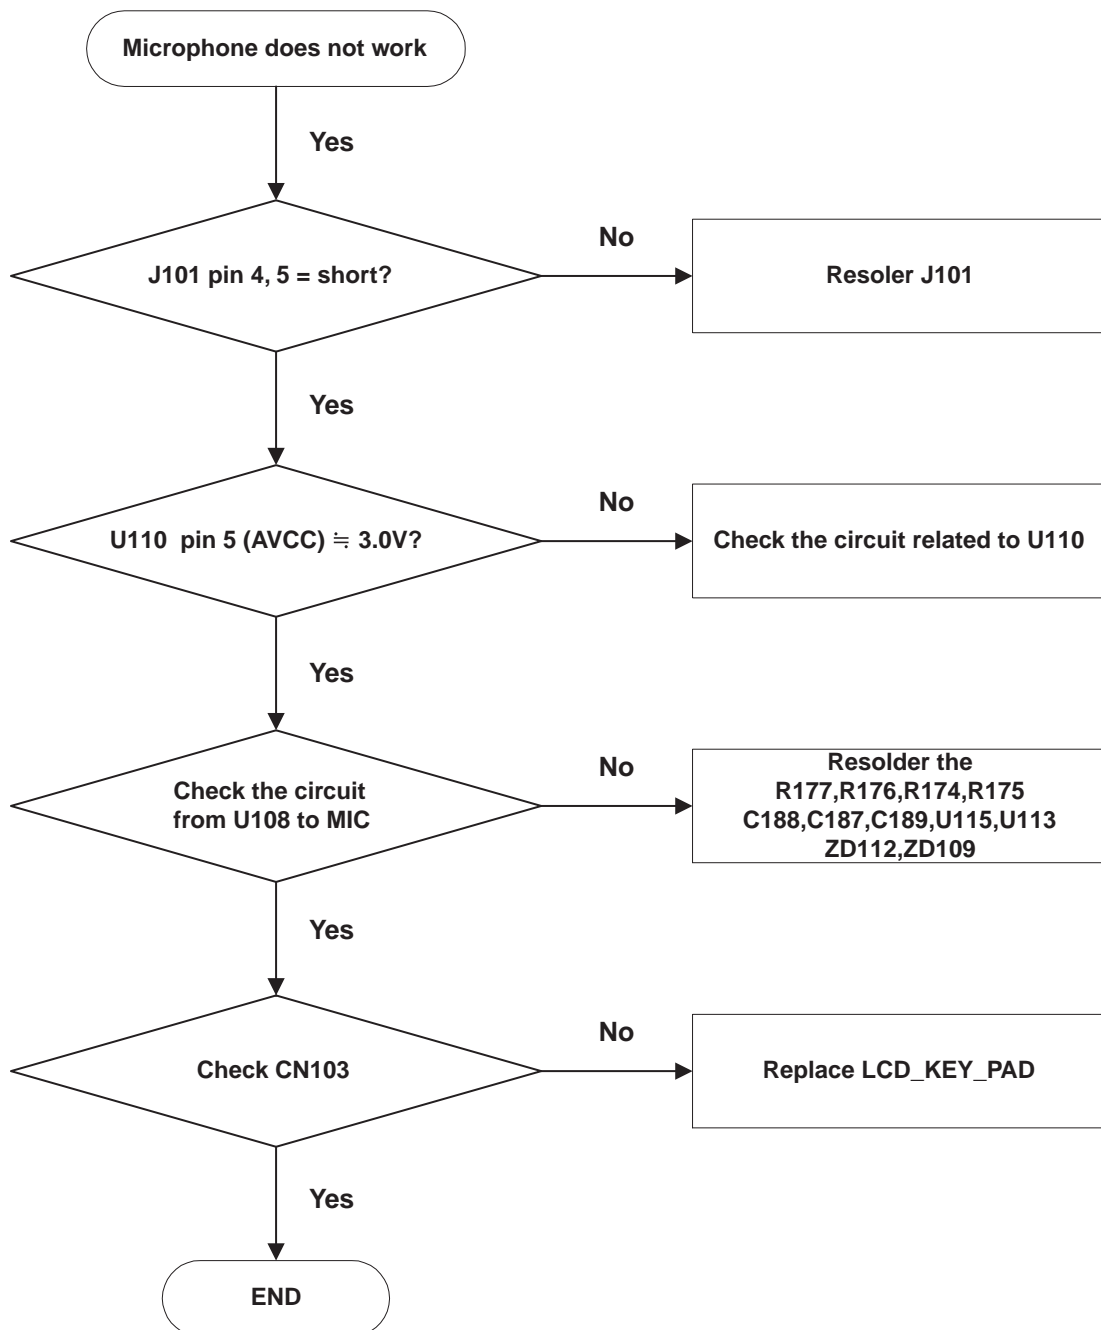 Microphone does not work
Yes
J101 pin 4, 5 = short?
No
Resoler J101
Yes
U110 pin 5 (AVCC) ≒ 3.0V?
No
Check the circuit related to U110
Yes
Check the circuit
from U108 to MIC
No
Resolder the
R177,R176,R174,R175
C188,C187,C189,U115,U113
ZD112,ZD109
Yes
Check CN103
No
Replace LCD_KEY_PAD
Yes
END